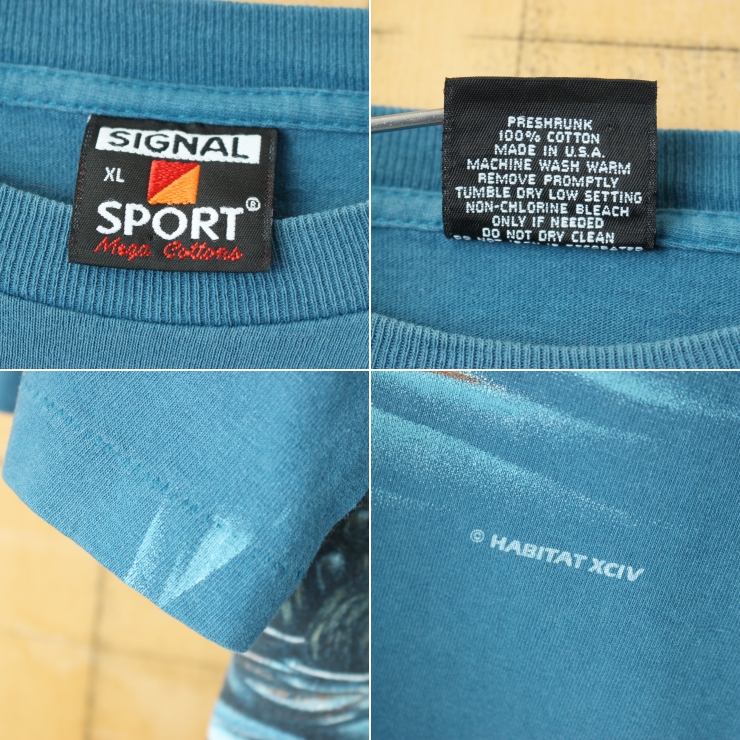 SIGNAL
XL
SPORT®
Mega Cottons
PRESHRUNK
100% COTTON
MADE IN U.S.A.
MACHINE WASH WARM
REMOVE PROMPTLY
TUMBLE DRY LOW SETTING
NON-CHLORINE BLEACH
ONLY IF NEEDED
DO NOT DRY CLEAN
© HABITAT XCIV